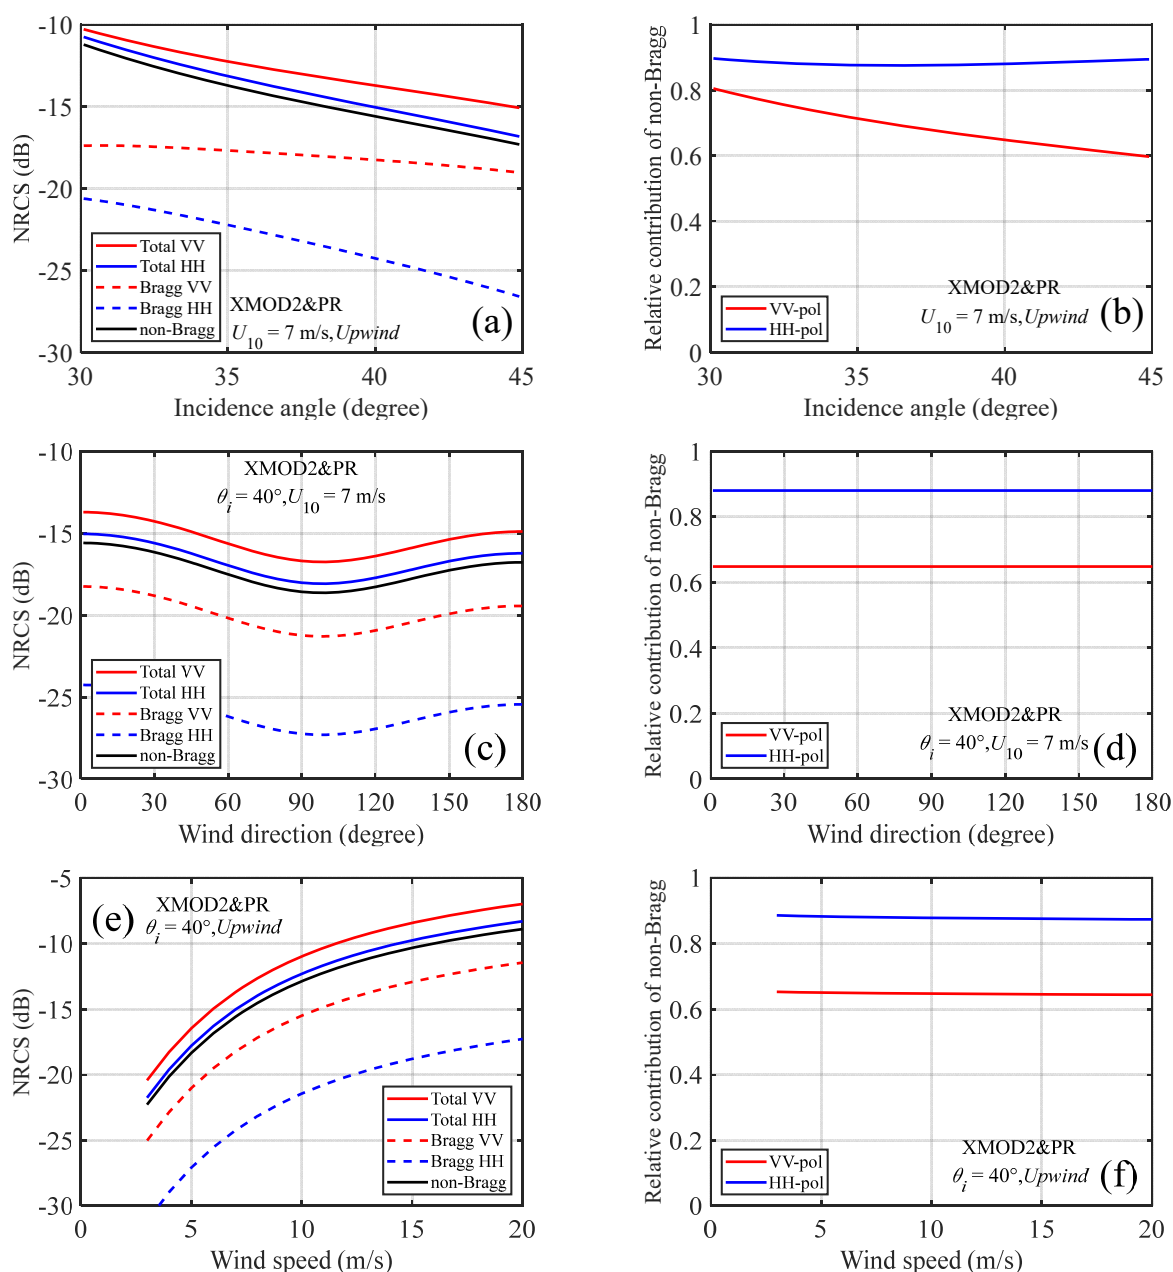 -10
-15
-20
-25
-30
NRCS (dB)
Total VV
Total HH
Bragg VV
Bragg HH
non-Bragg
XMOD2&PR
U10 = 7 m/s,Upwind
(a)
30 35 40 45
Incidence angle (degree)
1
0.8
0.6
0.4
0.2
0
Relative contribution of non-Bragg
VV-pol
HH-pol
XMOD2&PR
U10 = 7 m/s,Upwind
(b)
30 35 40 45
Incidence angle (degree)
-10
-15
-20
-25
-30
NRCS (dB)
XMOD2&PR
θi = 40°,U10 = 7 m/s
Total VV
Total HH
Bragg VV
Bragg HH
non-Bragg
(c)
0 30 60 90 120 150 180
Wind direction (degree)
1
0.8
0.6
0.4
0.2
0
Relative contribution of non-Bragg
VV-pol
HH-pol
XMOD2&PR
θi = 40°,U10 = 7 m/s
(d)
0 30 60 90 120 150 180
Wind direction (degree)
-5
-10
-15
-20
-25
-30
NRCS (dB)
(e)
XMOD2&PR
θi = 40°,Upwind
Total VV
Total HH
Bragg VV
Bragg HH
non-Bragg
0 5 10 15 20
Wind speed (m/s)
1
0.8
0.6
0.4
0.2
0
Relative contribution of non-Bragg
VV-pol
HH-pol
XMOD2&PR
θi = 40°,Upwind
(f)
0 5 10 15 20
Wind speed (m/s)